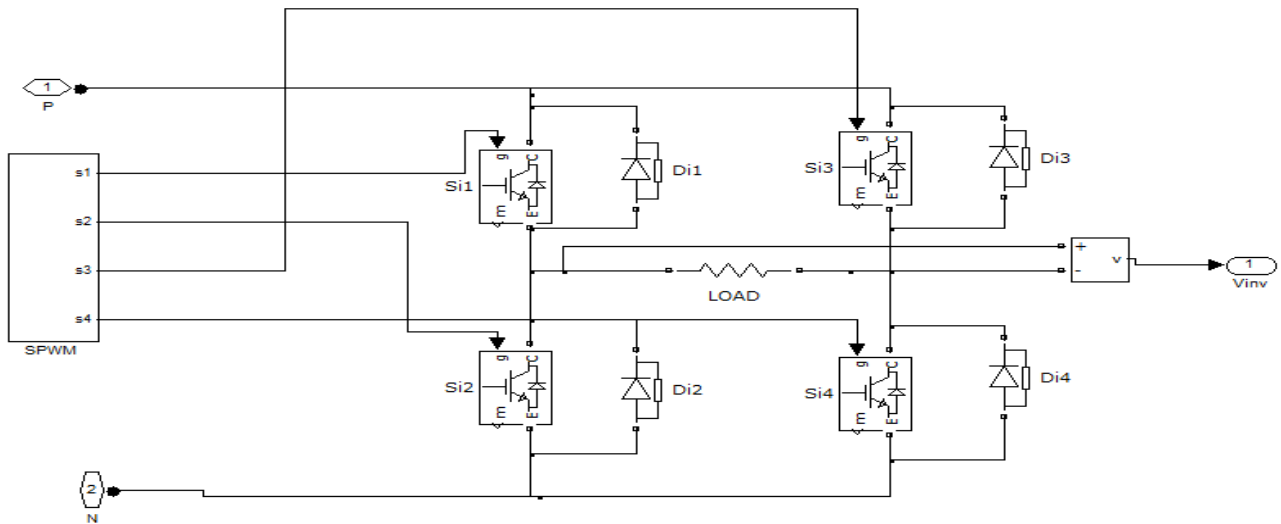 1
P
s1
s2
s3
s4
SPWM
g
C
m
E
Si1
Di1
g
C
m
E
Si3
Di3
LOAD
+
-
v
1
Vinv
g
C
m
E
Si2
Di2
g
C
m
E
Si4
Di4
2
N